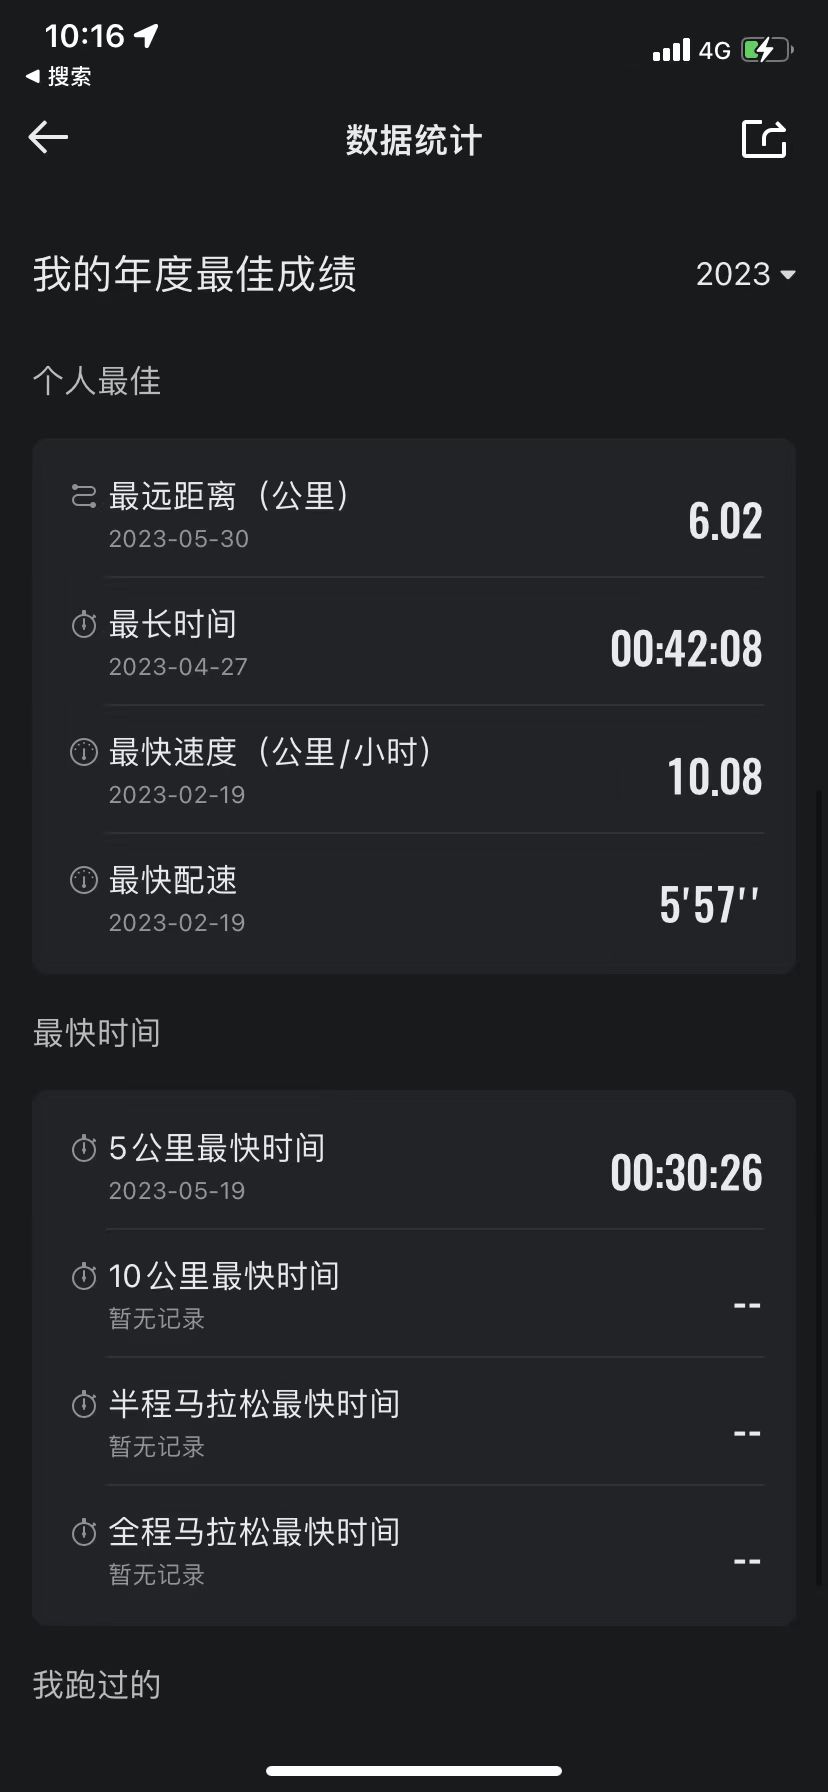 10:16
4G
搜索
数据统计
我的年度最佳成绩
2023
个人最佳
最远距离（公里）
2023-05-30
6.02
最长时间
2023-04-27
00:42:08
最快速度（公里/小时）
2023-02-19
10.08
最快配速
2023-02-19
5'57''
最快时间
5公里最快时间
2023-05-19
00:30:26
10公里最快时间
暂无记录
--
半程马拉松最快时间
暂无记录
--
全程马拉松最快时间
暂无记录
--
我跑过的